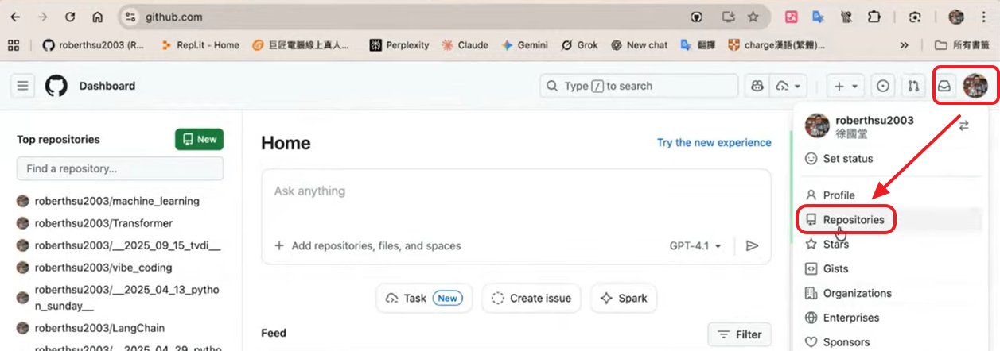 github.com
roberthsu2003 (R...
Repl.it - Home
巨匠電腦線上真人...
Perplexity
Claude
Gemini
Grok
New chat
翻譯
charge漢語(繁體)...
»
所有書籤
Dashboard
Type / to search
roberthsu2003
徐國堂
Set status
Profile
Repositories
Stars
Gists
Organizations
Enterprises
Sponsors
Top repositories
New
Find a repository...
roberthsu2003/machine_learning
roberthsu2003/Transformer
roberthsu2003/__2025_09_15_tvdi__
roberthsu2003/vibe_coding
roberthsu2003/__2025_04_13_pytho
n_sunday__
roberthsu2003/LangChain
roberthsu2003/__2025_04_29_pytho
Home
Try the new experience
Ask anything
Add repositories, files, and spaces
GPT-4.1
Task New
Create issue
Spark
Feed
Filter